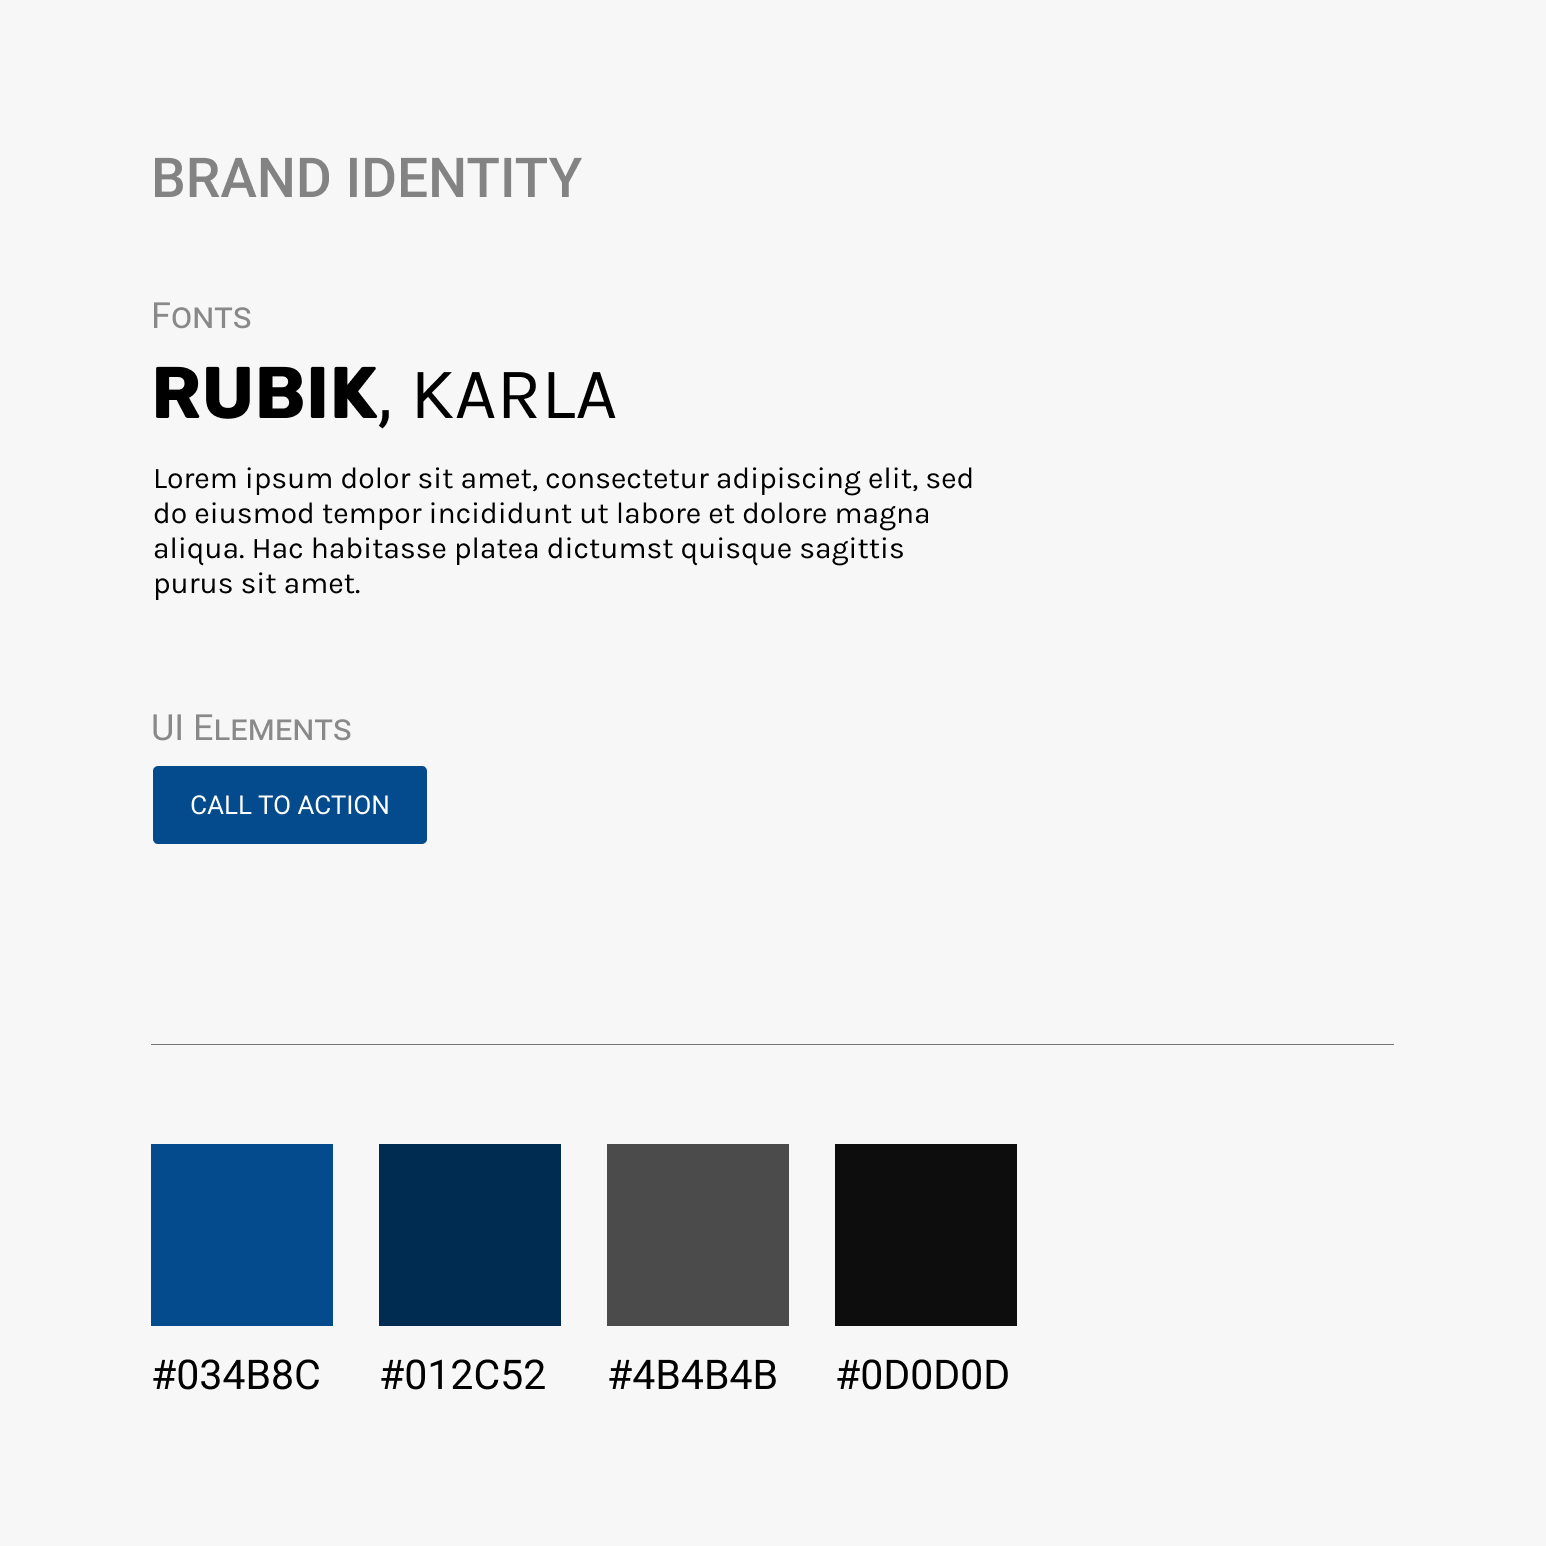 BRAND IDENTITY
Fonts
RUBIK, KARLA
Lorem ipsum dolor sit amet, consectetur adipiscing elit, sed
do eiusmod tempor incididunt ut labore et dolore magna
aliqua. Hac habitasse platea dictumst quisque sagittis
purus sit amet.
UI Elements
CALL TO ACTION
#034B8C #012C52 #4B4B4B #0D0D0D